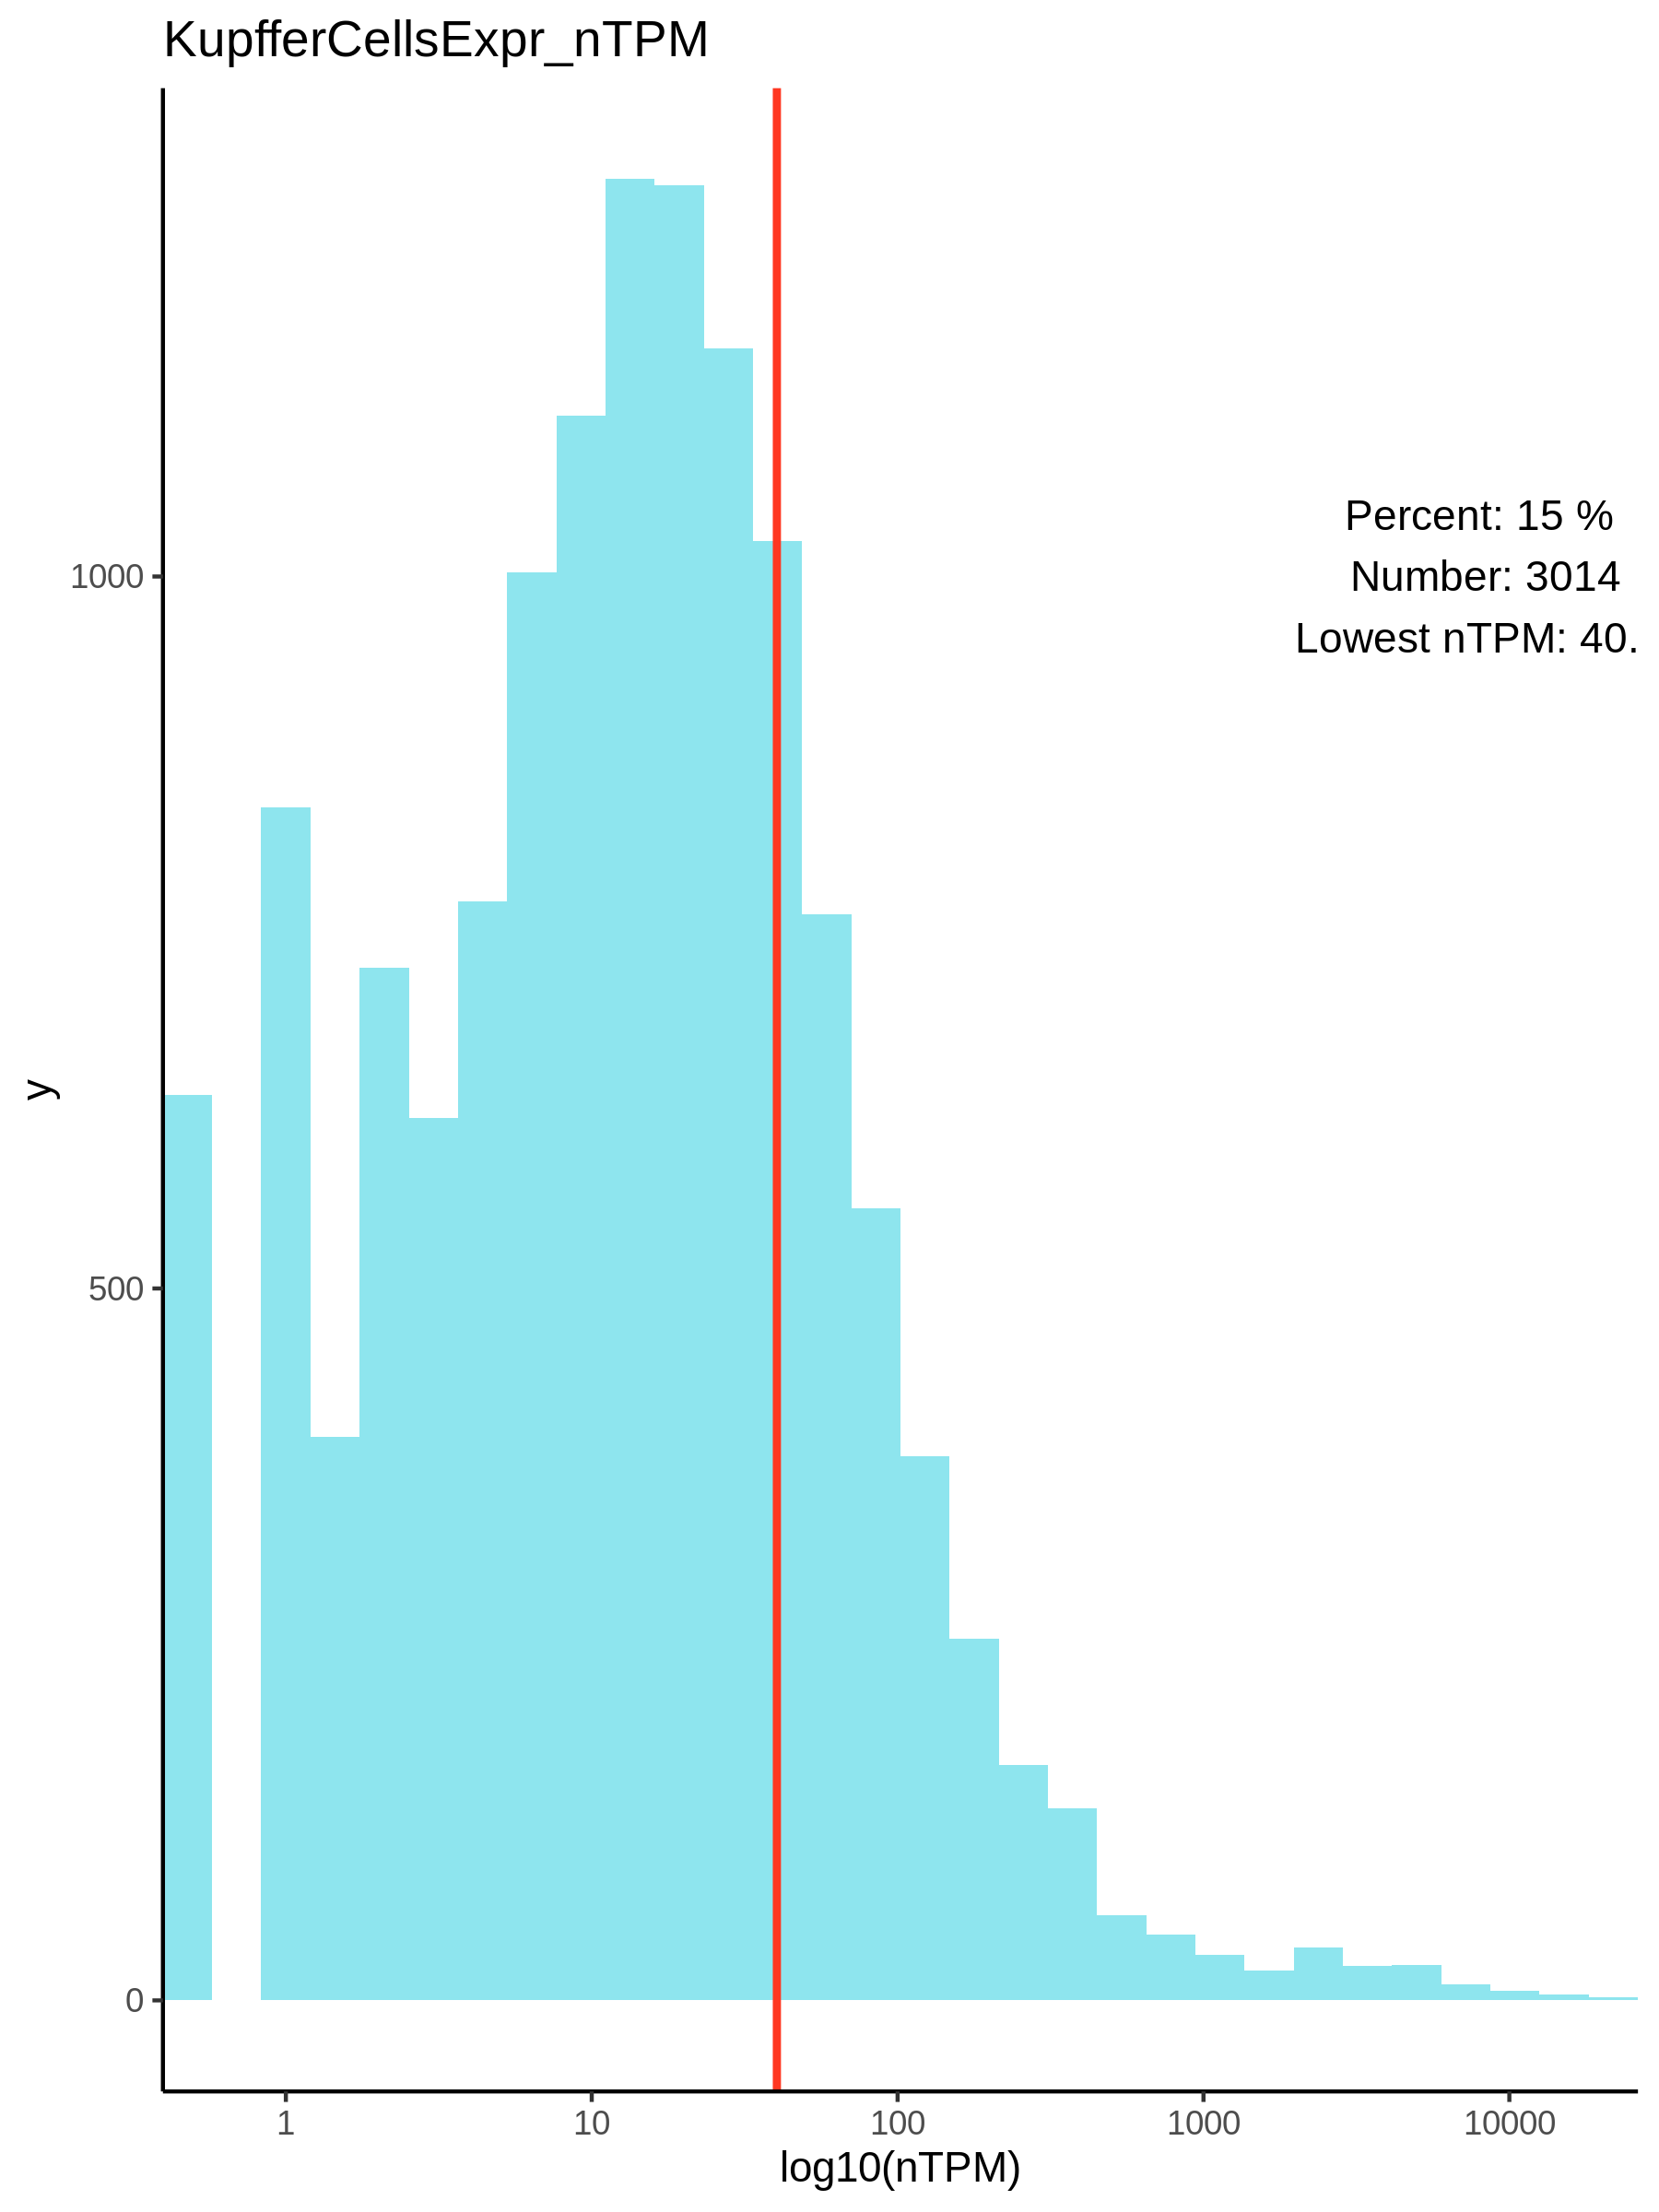 KupfferCellsExpr_nTPM
Percent: 15 %
1000
Number: 3014
Lowest nTPM: 40.
y
500
0
1
10
100
1000
10000
log10(nTPM)